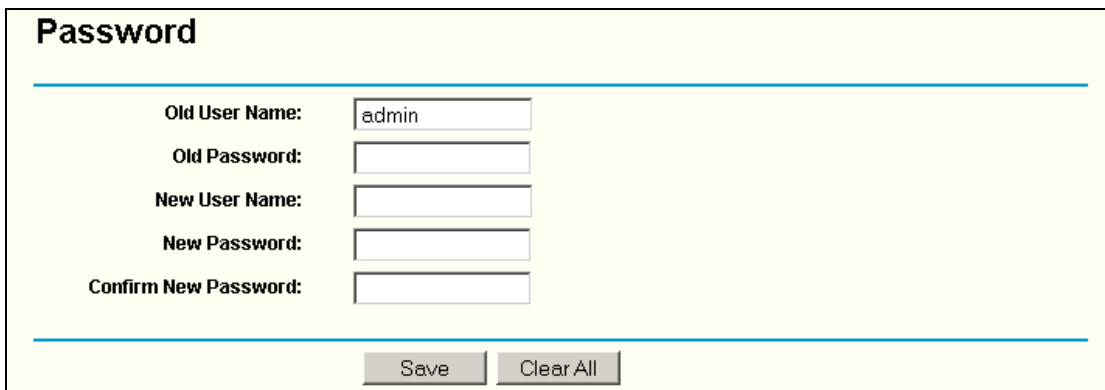 Password
Old User Name: admin
Old Password:
New User Name:
New Password:
Confirm New Password:
Save Clear All